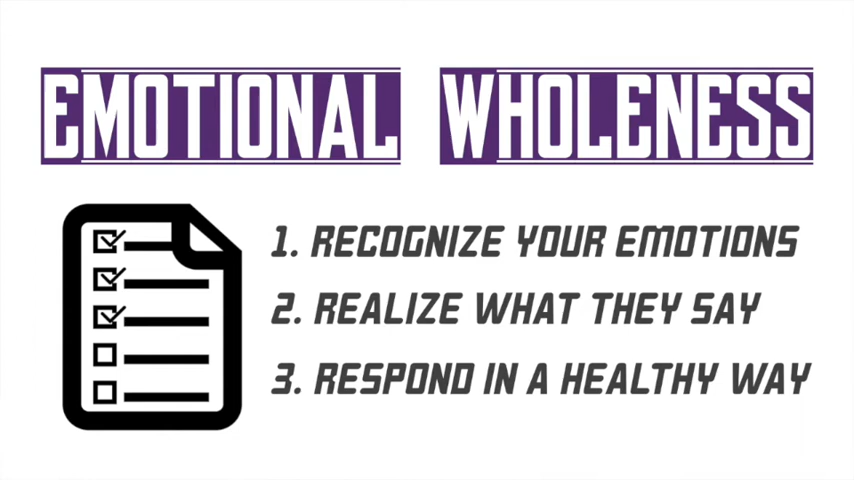 EMOTIONAL WHOLENESS
1. RECOGNIZE YOUR EMOTIONS
2. REALIZE WHAT THEY SAY
3. RESPOND IN A HEALTHY WAY